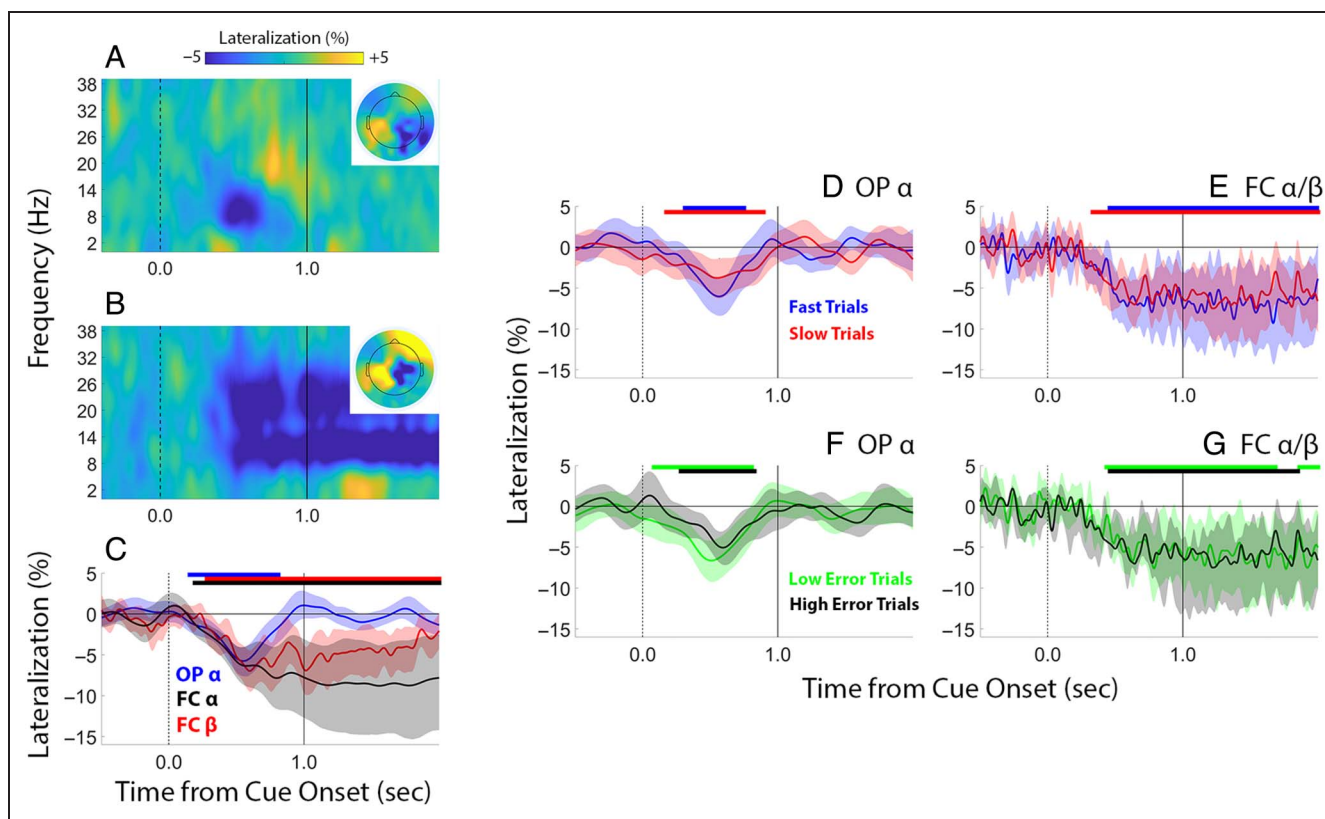 A
Lateralization (%)
−5 +5
38
32
26
20
14
8
2
0.0 1.0
B
38
32
26
20
14
8
2
0.0 1.0
Frequency (Hz)
C
5
0
−5
−10
−15
OP α
FC α
FC β
0.0 1.0
Lateralization (%)
Time from Cue Onset (sec)
D OP α
5
0
−5
−10
−15
Fast Trials
Slow Trials
0.0 1.0
E FC α/β
5
0
−5
−10
−15
0.0 1.0
Lateralization (%)
F OP α
5
0
−5
−10
−15
Low Error Trials
High Error Trials
0.0 1.0
G FC α/β
5
0
−5
−10
−15
0.0 1.0
Time from Cue Onset (sec)